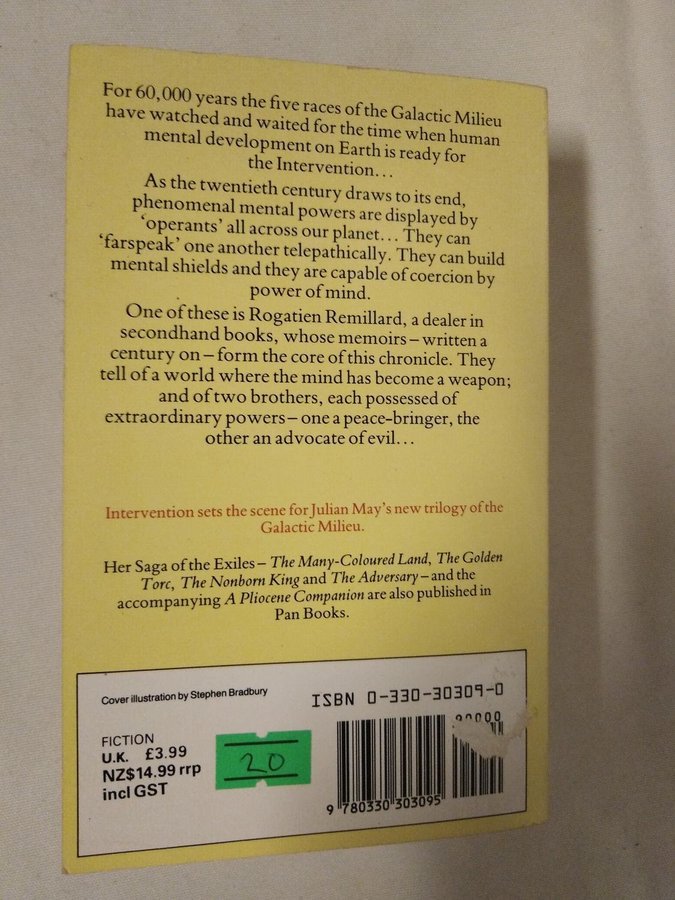 For 60,000 years the five races of the Galactic Milieu
have watched and waited for the time when human
mental development on Earth is ready for
the Intervention...
As the twentieth century draws to its end,
phenomenal mental powers are displayed by
‘operants’ all across our planet... They can
‘farspeak’ one another telepathically. They can build
mental shields and they are capable of coercion by
power of mind.
One of these is Rogatien Remillard, a dealer in
secondhand books, whose memoirs – written a
century on – form the core of this chronicle. They
tell of a world where the mind has become a weapon;
and of two brothers, each possessed of
extraordinary powers – one a peace-bringer, the
other an advocate of evil...
Intervention sets the scene for Julian May's new trilogy of the
Galactic Milieu.
Her Saga of the Exiles – The Many-Coloured Land, The Golden
Torc, The Nonborn King and The Adversary – and the
accompanying A Pliocene Companion are also published in
Pan Books.
Cover illustration by Stephen Bradbury
ISBN 0-330-30309-0
FICTION
U.K. £3.99
NZ$14.99 rrp
incl GST
20
9 780330 303095